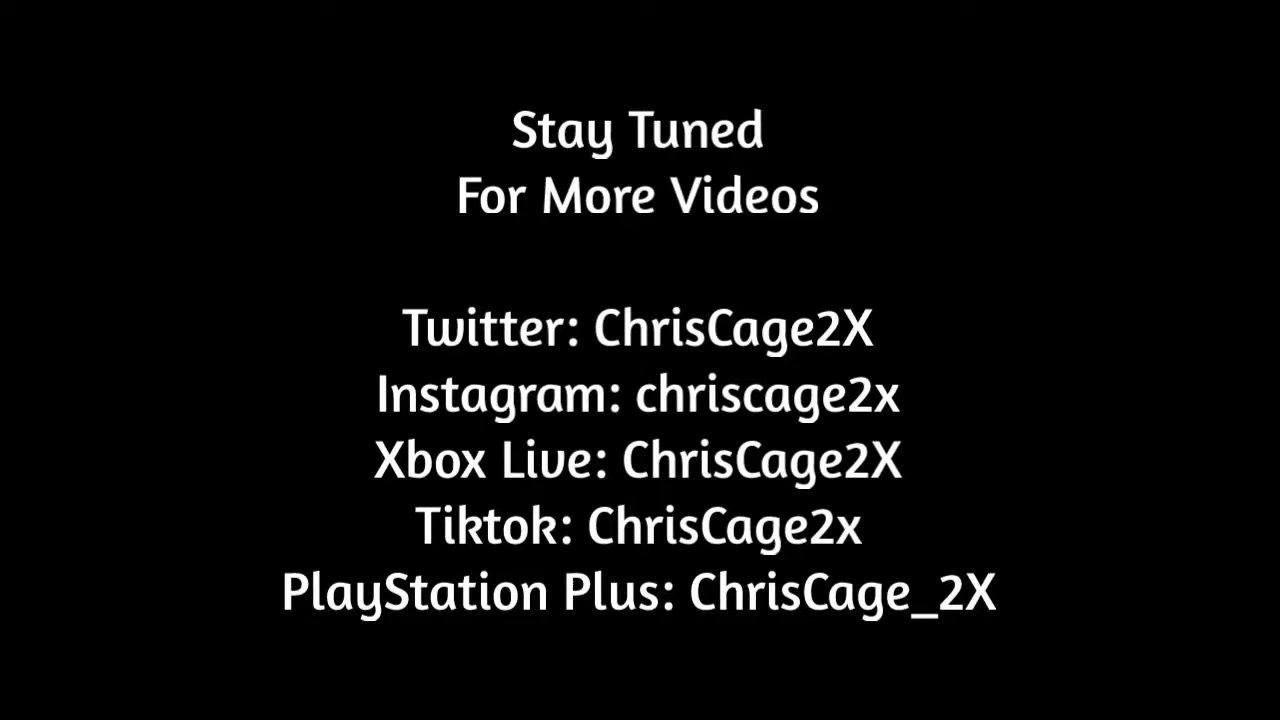 Stay Tuned
For More Videos
Twitter: ChrisCage2X
Instagram: chriscage2x
Xbox Live: ChrisCage2X
Tiktok: ChrisCage2x
PlayStation Plus: ChrisCage_2X